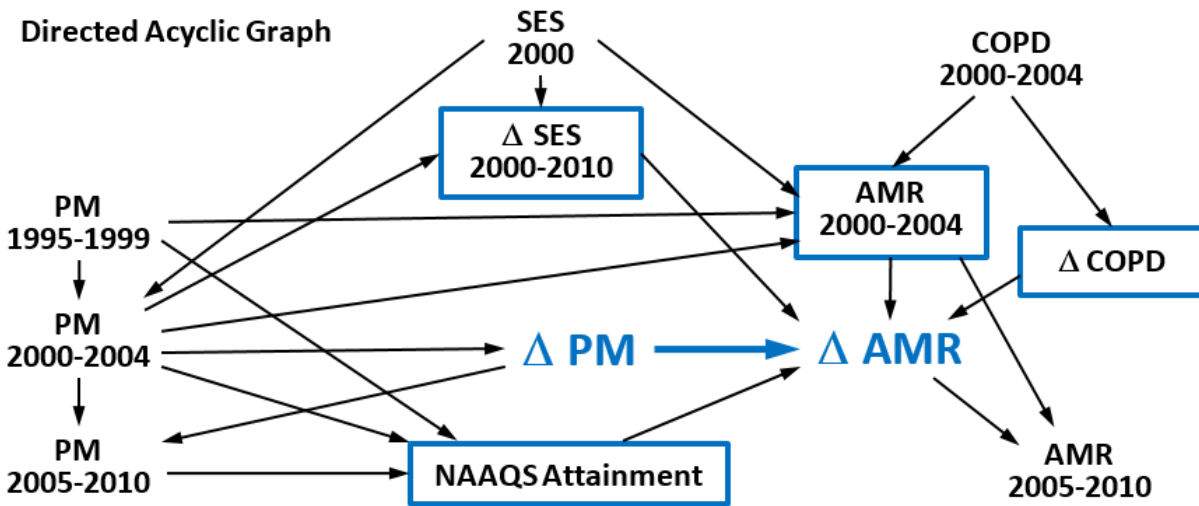 Directed Acyclic Graph
SES
2000
COPD
2000-2004
Δ SES
2000-2010
AMR
2000-2004
PM
1995-1999
Δ COPD
PM
2000-2004
Δ PM
Δ AMR
PM
2005-2010
NAAQS Attainment
AMR
2005-2010